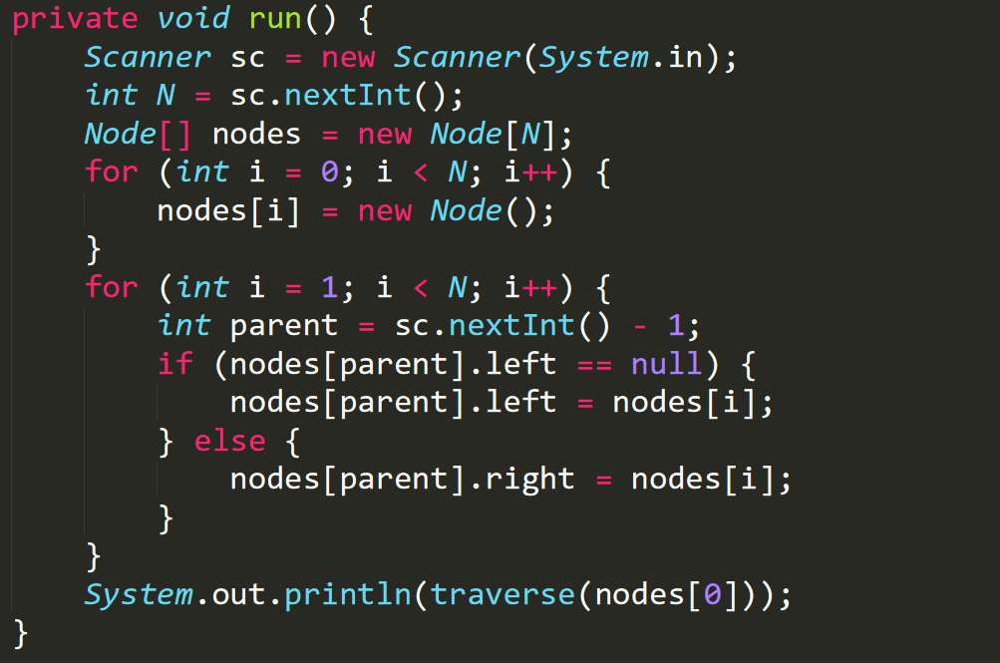 private void run() {
    Scanner sc = new Scanner(System.in);
    int N = sc.nextInt();
    Node[] nodes = new Node[N];
    for (int i = 0; i < N; i++) {
        nodes[i] = new Node();
    }
    for (int i = 1; i < N; i++) {
        int parent = sc.nextInt() - 1;
        if (nodes[parent].left == null) {
            nodes[parent].left = nodes[i];
        } else {
            nodes[parent].right = nodes[i];
        }
    }
    System.out.println(traverse(nodes[0]));
}